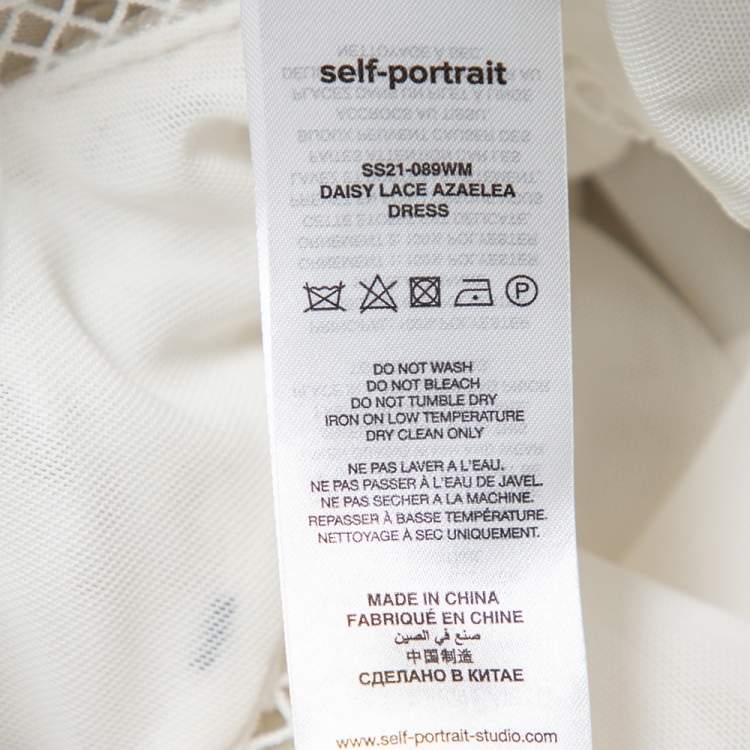 self-portrait
SS21-089WM
DAISY LACE AZAELEA
DRESS
P
DO NOT WASH
DO NOT BLEACH
DO NOT TUMBLE DRY
IRON ON LOW TEMPERATURE
DRY CLEAN ONLY
NE PAS LAVER A L'EAU.
NE PAS PASSER À L'EAU DE JAVEL.
NE PAS SECHER A LA MACHINE.
REPASSER À BASSE TEMPÉRATURE.
NETTOYAGE À SEC UNIQUEMENT.
MADE IN CHINA
FABRIQUÉ EN CHINE
صنع في الصين
中国制造
СДЕЛАНО В КИТАЕ
www.self-portrait-studio.com